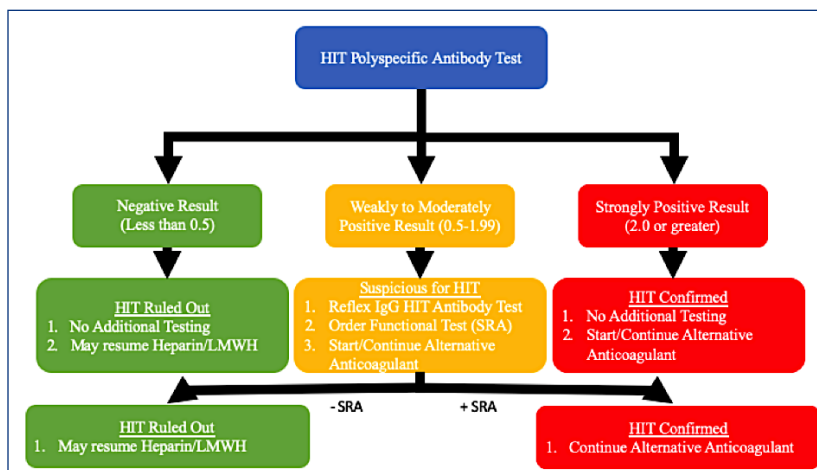 HIT Polyspecific Antibody Test
Negative Result
(Less than 0.5)
Weakly to Moderately
Positive Result (0.5-1.99)
Strongly Positive Result
(2.0 or greater)
HIT Ruled Out
1. No Additional Testing
2. May resume Heparin/LMWH
Suspicious for HIT
1. Reflex IgG HIT Antibody Test
2. Order Functional Test (SRA)
3. Start/Continue Alternative
Anticoagulant
HIT Confirmed
1. No Additional Testing
2. Start/Continue Alternative
Anticoagulant
- SRA
+ SRA
HIT Ruled Out
1. May resume Heparin/LMWH
HIT Confirmed
1. Continue Alternative Anticoagulant